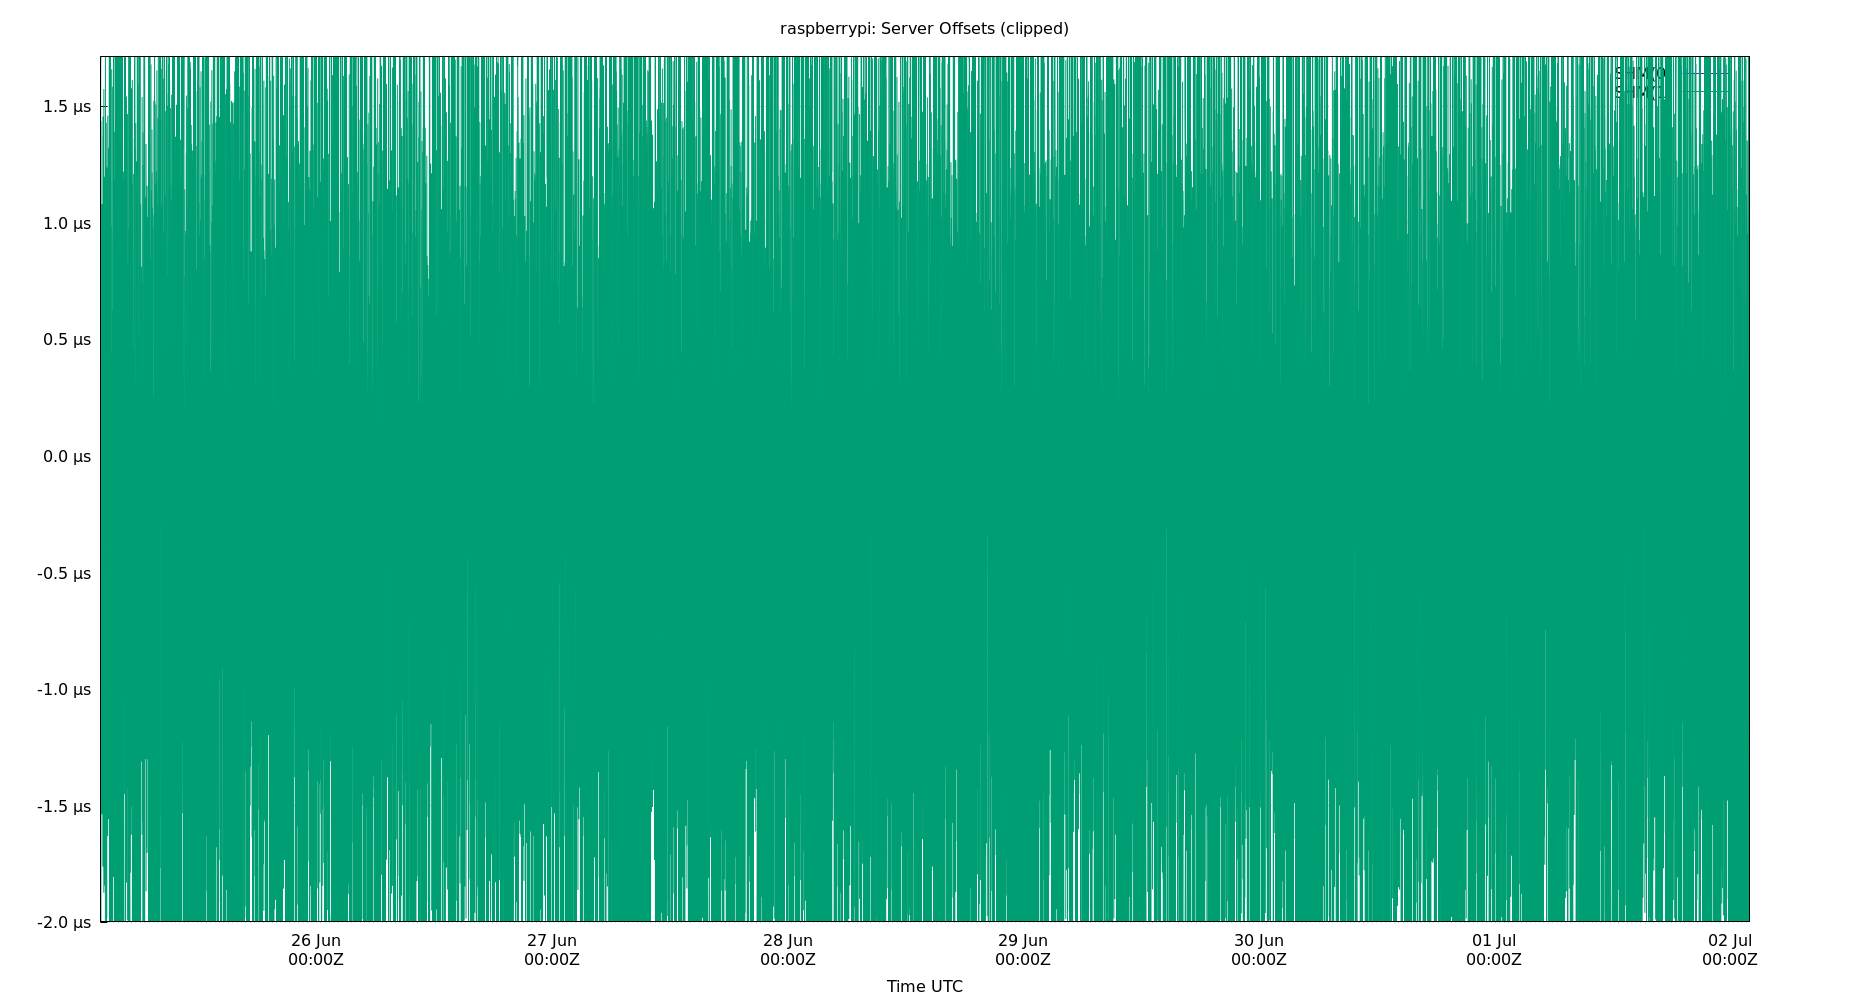 raspberrypi: Server Offsets (clipped)
1.5 µs
1.0 µs
0.5 µs
0.0 µs
-0.5 µs
-1.0 µs
-1.5 µs
-2.0 µs
26 Jun
00:00Z
27 Jun
00:00Z
28 Jun
00:00Z
29 Jun
00:00Z
30 Jun
00:00Z
01 Jul
00:00Z
02 Jul
00:00Z
Time UTC